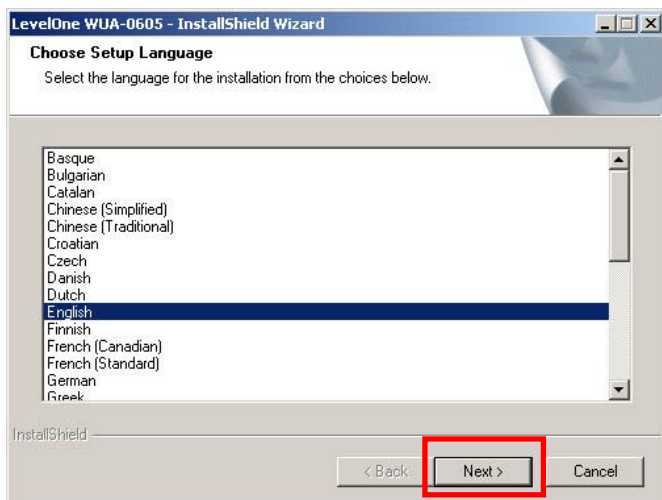 LevelOne WUA-0605 - InstallShield Wizard
Choose Setup Language
Select the language for the installation from the choices below.
Basque
Bulgarian
Catalan
Chinese (Simplified)
Chinese (Traditional)
Croatian
Czech
Danish
Dutch
English
Finnish
French (Canadian)
French (Standard)
German
Greek
InstallShield
< Back
Next >
Cancel